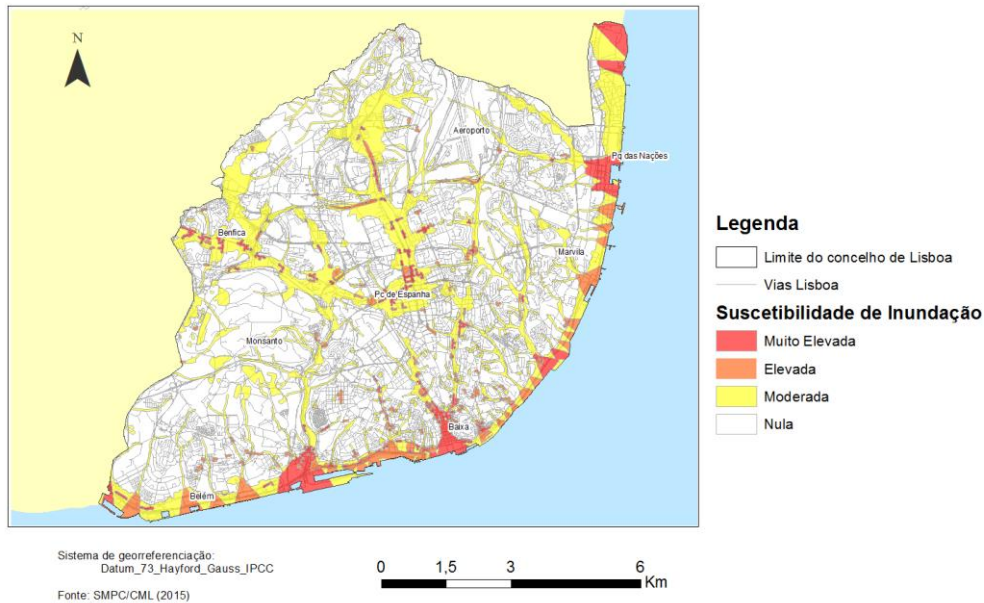 N
Aeroporto
Pq das Nações
Benfica
Marvila
Pç de Espanha
Monsanto
Baixa
Belém
Legenda
Limite do concelho de Lisboa
Vias Lisboa
Suscetibilidade de Inundação
Muito Elevada
Elevada
Moderada
Nula
Sistema de georreferenciação:
Datum_73_Hayford_Gauss_IPCC
Fonte: SMPC/CML (2015)
0 1,5 3 6
Km